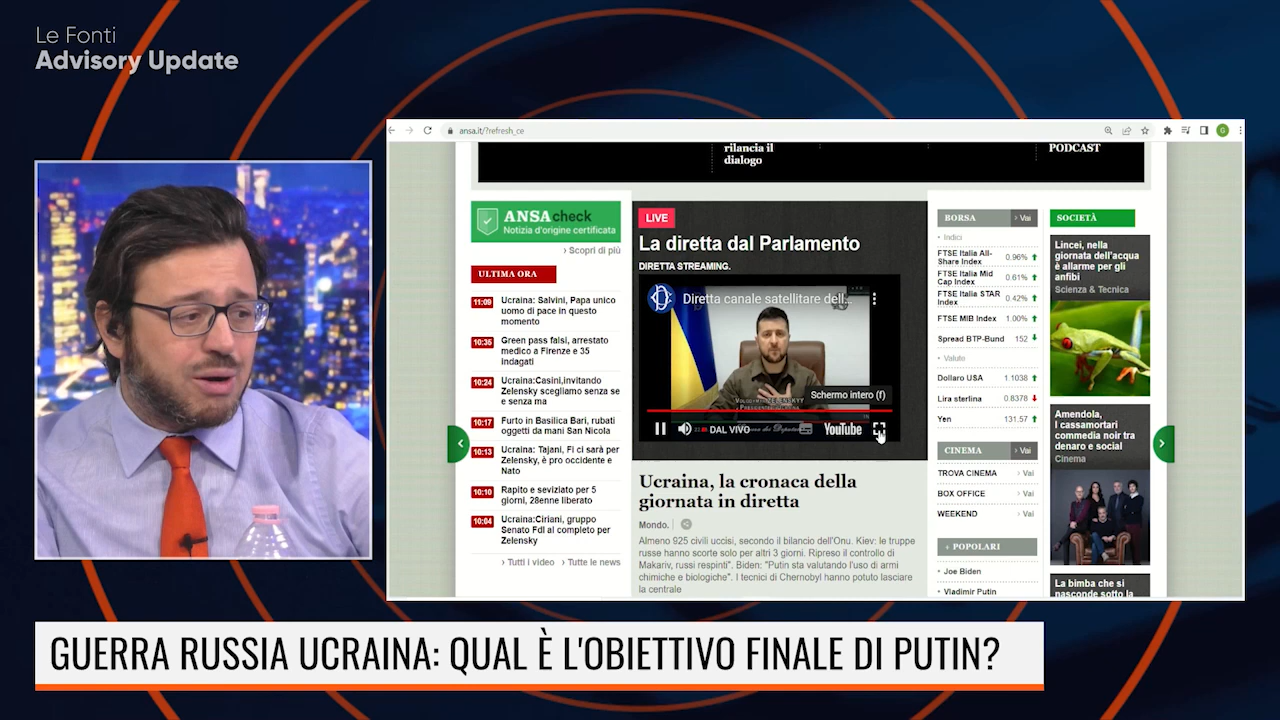 Le Fonti
Advisory Update
ansa.it/?refresh_ce
G
rilancia il
dialogo
PODCAST
ANSA check
Notizia d'origine certificata
› Scopri di più
ULTIMA ORA
11:09 Ucraina: Salvini, Papa unico
uomo di pace in questo
momento
10:35 Green pass falsi, arrestato
medico a Firenze e 35
indagati
10:24 Ucraina:Casini,invitando
Zelensky scegliamo senza se
e senza ma
10:17 Furto in Basilica Bari, rubati
oggetti da mani San Nicola
10:13 Ucraina: Tajani, Fi ci sarà per
Zelensky, è pro occidente e
Nato
10:10 Rapito e seviziato per 5
giorni, 28enne liberato
10:04 Ucraina:Ciriani, gruppo
Senato FdI al completo per
Zelensky
› Tutti i video › Tutte le news
LIVE
La diretta dal Parlamento
DIRETTA STREAMING.
Diretta canale satellitare dell...
Schermo intero (f)
DAL VIVO
YouTube
Ucraina, la cronaca della
giornata in diretta
Mondo.
Almeno 925 civili uccisi, secondo il bilancio dell'Onu. Kiev: le truppe
russe hanno scorte solo per altri 3 giorni. Ripreso il controllo di
Makariv, russi respinti". Biden: "Putin sta valutando l'uso di armi
chimiche e biologiche". I tecnici di Chernobyl hanno potuto lasciare
la centrale
BORSA › Vai
• Indici
FTSE Italia All-
Share Index 0.96%
FTSE Italia Mid
Cap Index 0.61%
FTSE Italia STAR
Index 0.42%
FTSE MIB Index 1.00%
Spread BTP-Bund 152
• Valute
Dollaro USA 1.1038
Lira sterlina 0.8378
Yen 131.57
CINEMA › Vai
TROVA CINEMA › Vai
BOX OFFICE › Vai
WEEKEND › Vai
+ POPOLARI
• Joe Biden
• Vladimir Putin
SOCIETÀ
Lincei, nella
giornata dell'acqua
è allarme per gli
anfibi
Scienza & Tecnica
Amendola,
I cassamortari
commedia noir tra
denaro e social
Cinema
La bimba che si
nasconde sotto la
GUERRA RUSSIA UCRAINA: QUAL È L'OBIETTIVO FINALE DI PUTIN?